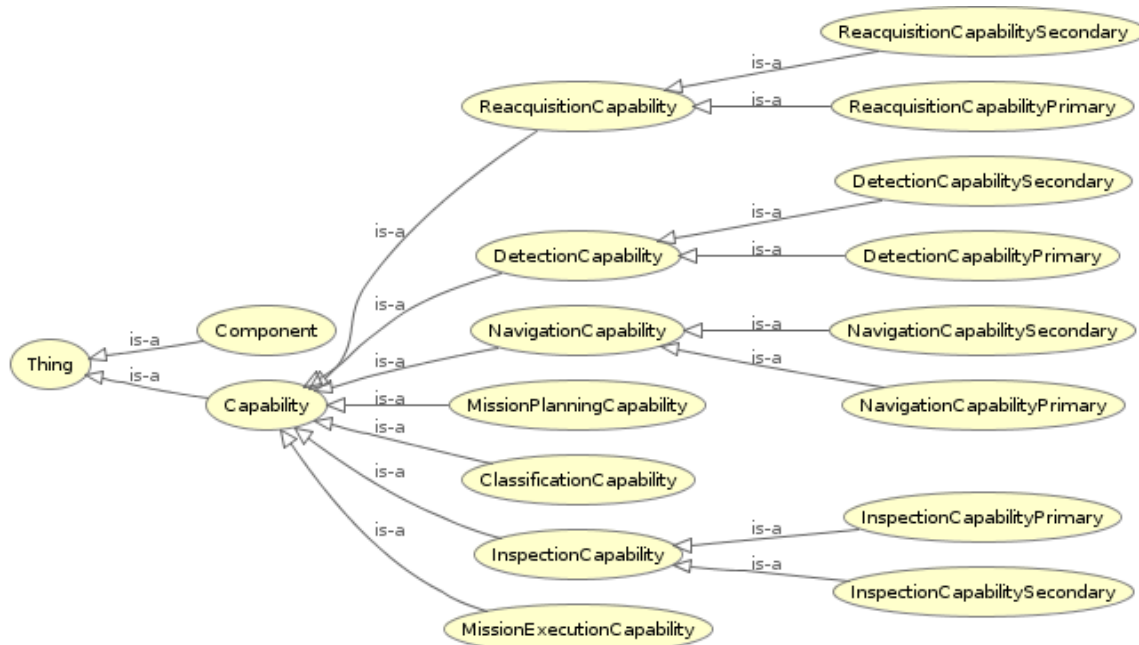 ReacquisitionCapabilitySecondary
is-a
ReacquisitionCapability
is-a
ReacquisitionCapabilityPrimary
DetectionCapabilitySecondary
is-a
is-a
DetectionCapability
is-a
DetectionCapabilityPrimary
is-a
Component
is-a
NavigationCapability
is-a
NavigationCapabilitySecondary
Thing
is-a
is-a
is-a
Capability
is-a
MissionPlanningCapability
NavigationCapabilityPrimary
is-a
ClassificationCapability
is-a
InspectionCapabilityPrimary
is-a
is-a
InspectionCapability
is-a
InspectionCapabilitySecondary
MissionExecutionCapability